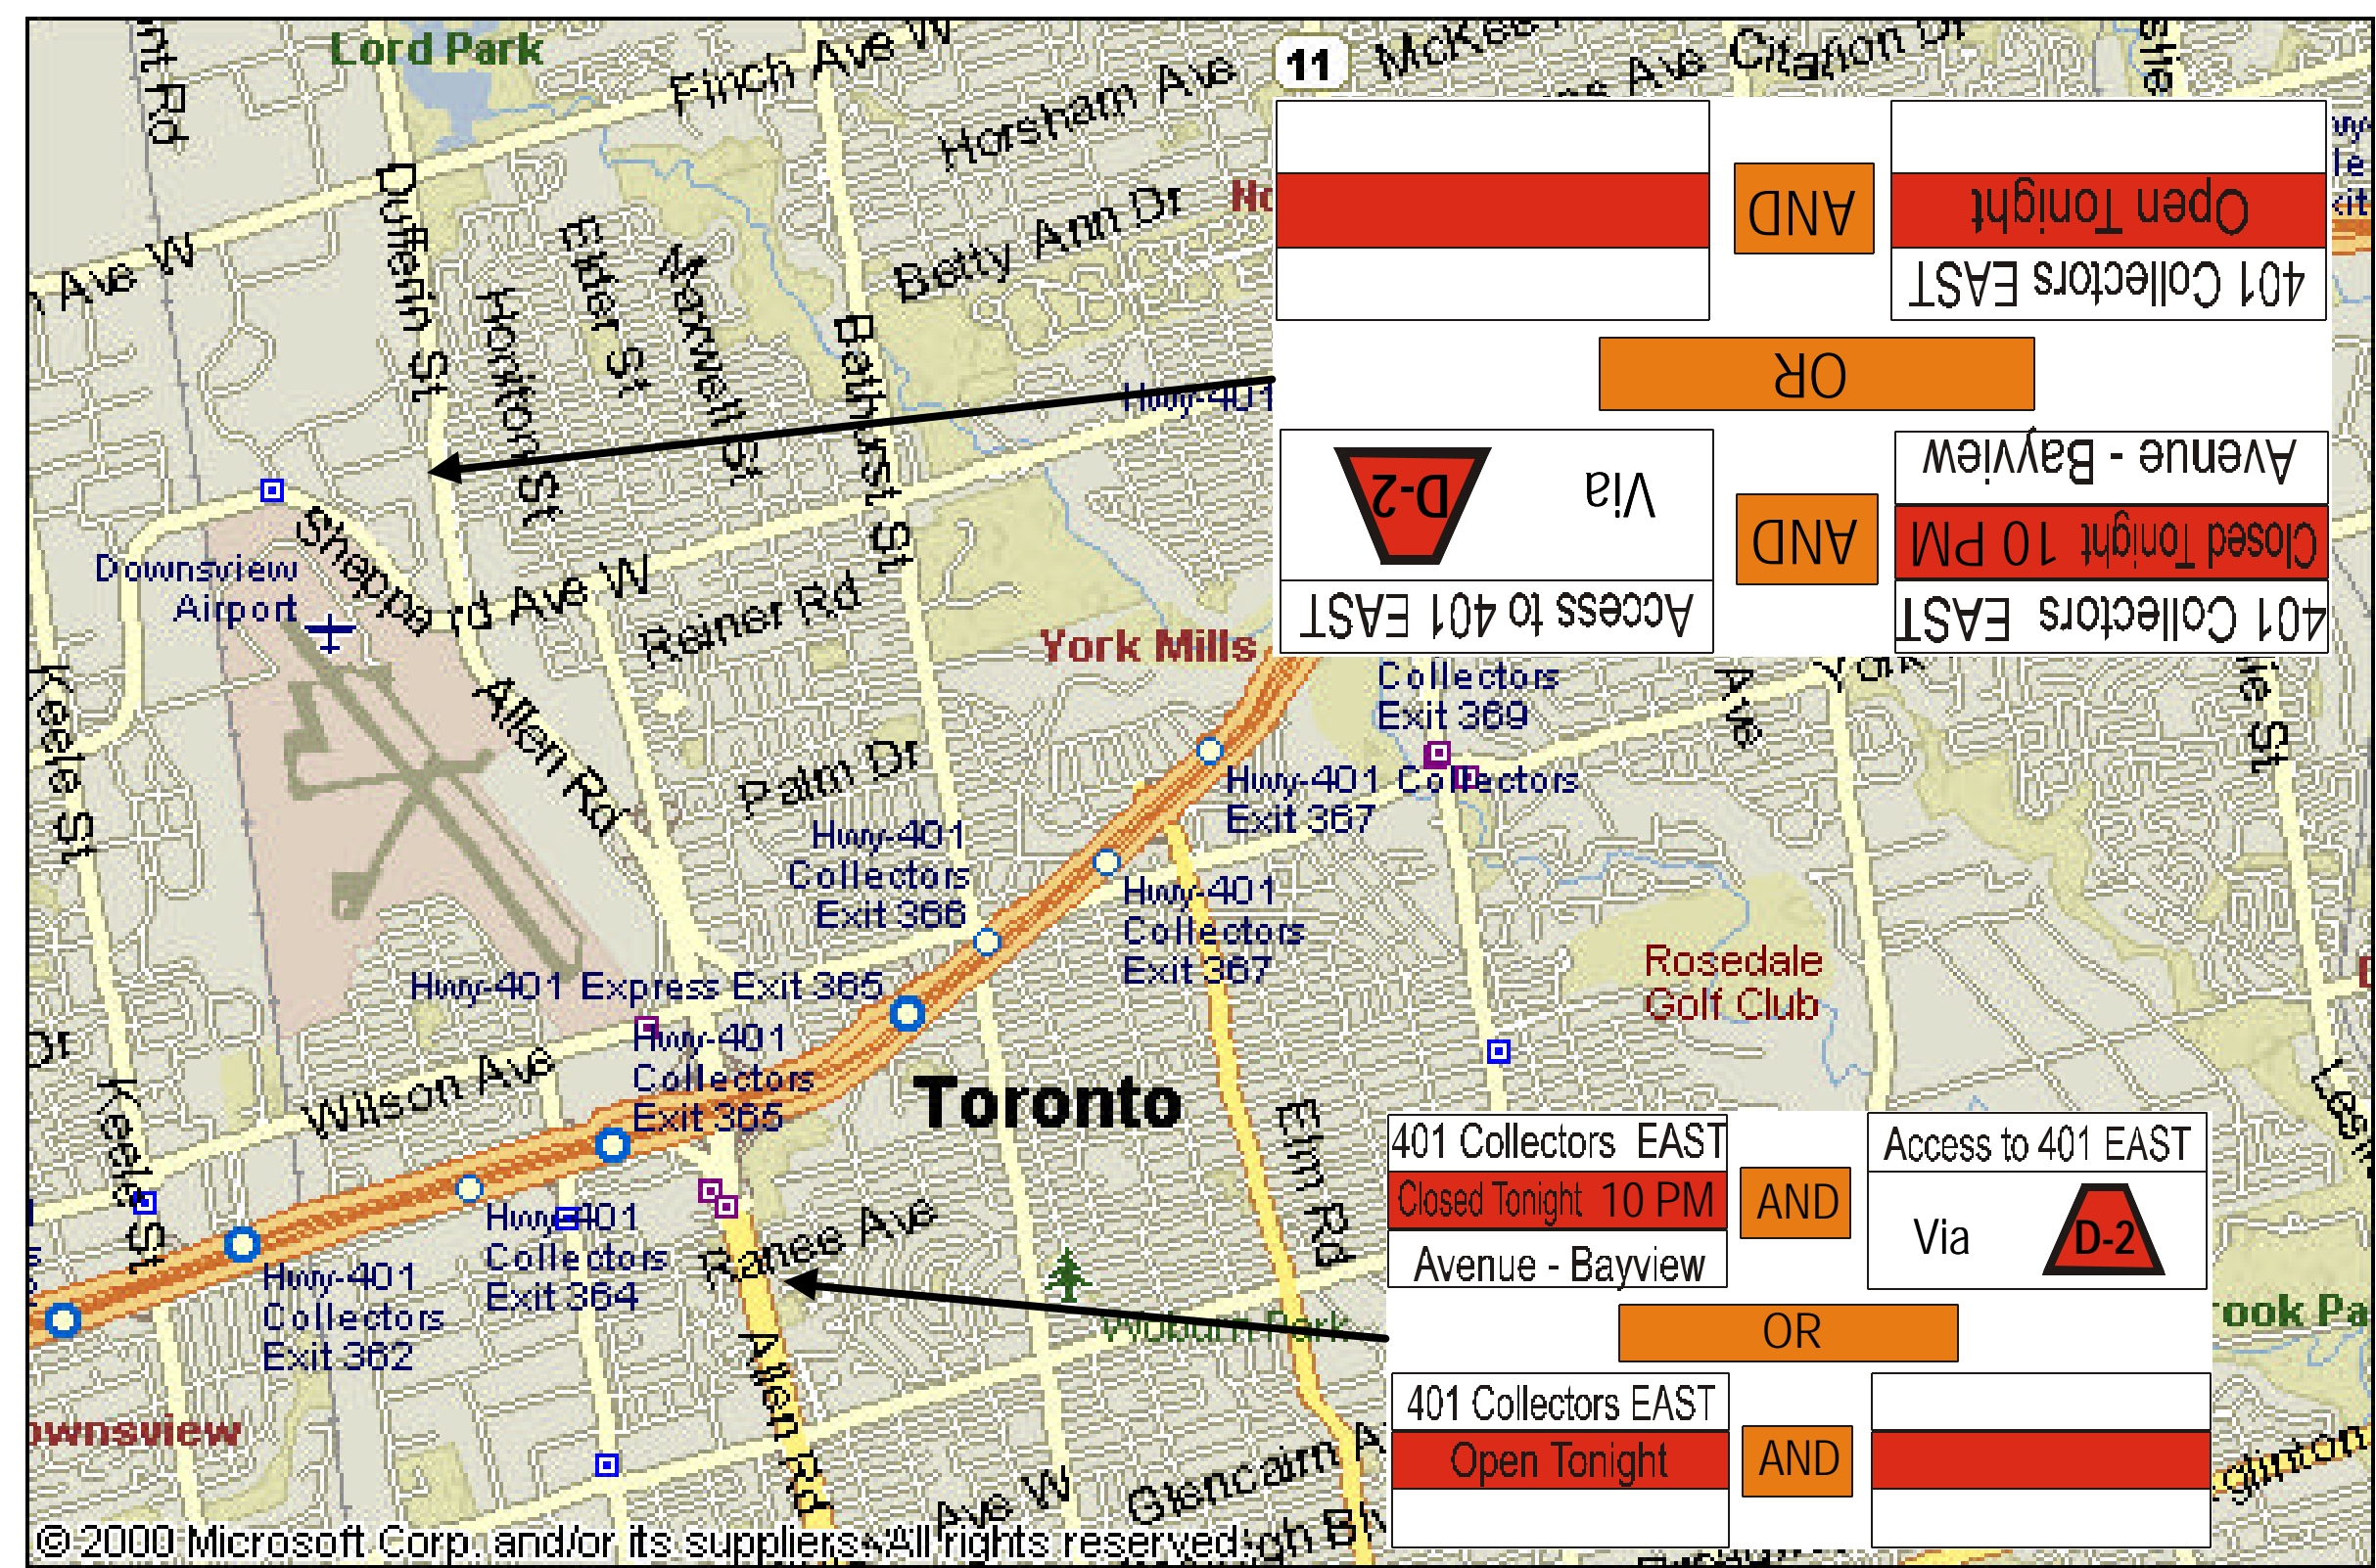 Lord Park
Finch Ave W
11
Citation Dr
Horsham Ave
Dufferin St
Betty Ann Dr
Ave W
Elder St
Maxwell St
Bathurst St
Hwy-401
Sheppard Ave W
Downsview
Airport
Reiner Rd
York Mills
Keele St
Allen Rd
Palm Dr
Open Tonight
AND
401 Collectors EAST
OR
Avenue - Bayview
Closed Tonight 10 PM
401 Collectors EAST
AND
Via
D-2
Access to 401 EAST
Collectors
Exit 369
Ave
Hwy-401 Collectors
Exit 367
Hwy-401
Collectors
Exit 366
Hwy-401
Collectors
Exit 367
Hwy-401 Express Exit 365
Hwy-401
Collectors
Exit 365
Rosedale
Golf Club
Wilson Ave
Toronto
Keele St
Elm Rd
Ranee Ave
Hwy-401
Collectors
Exit 364
Hwy-401
Collectors
Exit 362
Woburn Park
Allen Rd
Ave W
Glencairn
401 Collectors EAST
Closed Tonight 10 PM
Avenue - Bayview
AND
Access to 401 EAST
Via
D-2
OR
401 Collectors EAST
Open Tonight
AND
© 2000 Microsoft Corp. and/or its suppliers. All rights reserved.